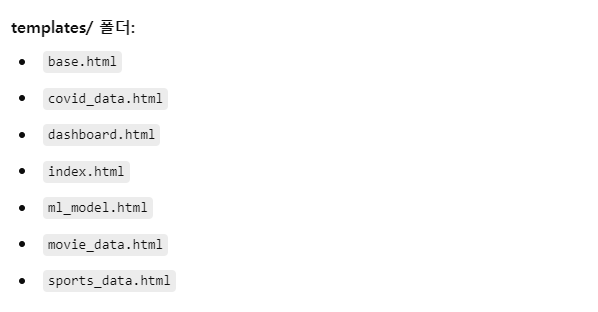 templates/ 폴더:
base.html
covid_data.html
dashboard.html
index.html
ml_model.html
movie_data.html
sports_data.html